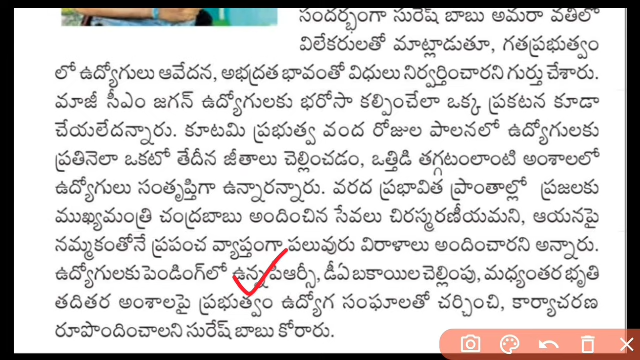 సందర్భంగా సురేష్ బాబు అమరా వతిలో
విలేకరులతో మాట్లాడుతూ, గతప్రభుత్వం
లో ఉద్యోగులు ఆవేదన, అభద్రత భావంతో విధులు నిర్వర్తించారని గుర్తు చేశారు.
మాజీ సీఎం జగన్ ఉద్యోగులకు భరోసా కల్పించేలా ఒక్క ప్రకటన కూడా
చేయలేదన్నారు. కూటమి ప్రభుత్వ వంద రోజుల పాలనలో ఉద్యోగులకు
ప్రతినెలా ఒకటో తేదీన జీతాలు చెల్లించడం, ఒత్తిడి తగ్గటంలాంటి అంశాలలో
ఉద్యోగులు సంతృప్తిగా ఉన్నారన్నారు. వరద ప్రభావిత ప్రాంతాల్లో ప్రజలకు
ముఖ్యమంత్రి చంద్రబాబు అందించిన సేవలు చిరస్మరణీయమని, ఆయనపై
నమ్మకంతోనే ప్రపంచ వ్యాప్తంగా పలువురు విరాళాలు అందించారని అన్నారు.
ఉద్యోగులకు పెండింగ్‌లో ఉన్న పీఆర్సీ, డీఏ బకాయిల చెల్లింపు, మధ్యంతర భృతి
తదితర అంశాలపై ప్రభుత్వం ఉద్యోగ సంఘాలతో చర్చించి, కార్యాచరణ
రూపొందించాలని సురేష్ బాబు కోరారు.